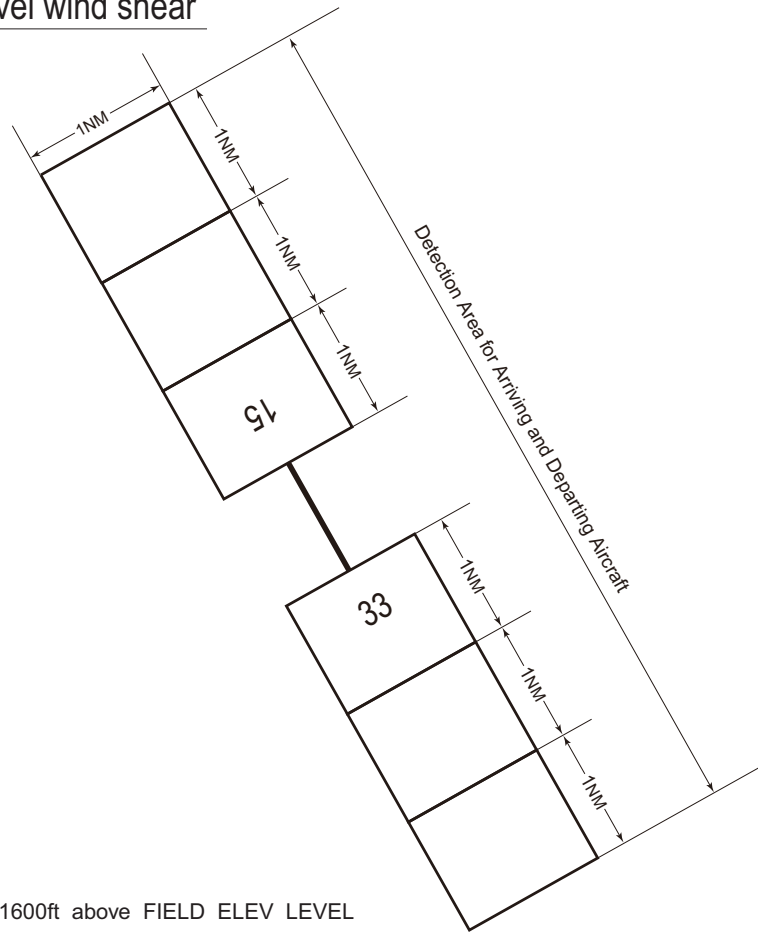 vel wind shear
1NM
1NM
1NM
1NM
15
Detection Area for Arriving and Departing Aircraft
33
1NM
1NM
1NM
1600ft above FIELD ELEV LEVEL